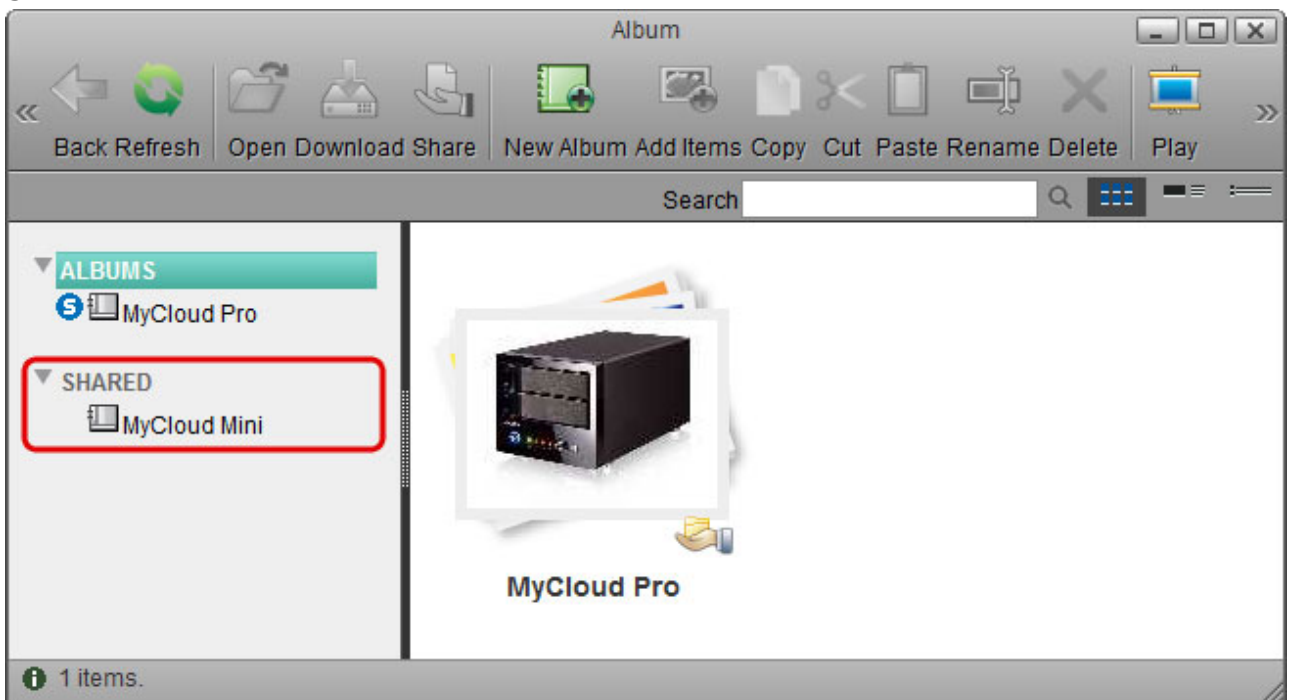 Album
Back Refresh Open Download Share New Album Add Items Copy Cut Paste Rename Delete Play
Search
ALBUMS
S MyCloud Pro
SHARED
MyCloud Mini
MyCloud Pro
1 items.